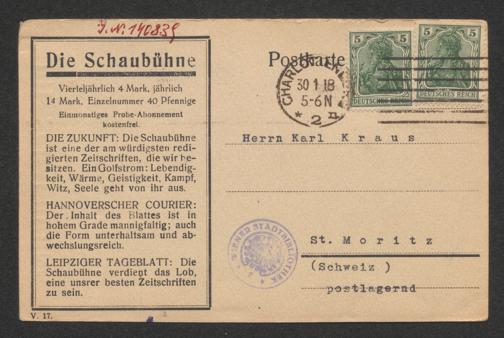 J.N. 140839
Die Schaubühne
Vierteljährlich 4 Mark, jährlich
14 Mark, Einzelnummer 40 Pfennige
Einmonatiges Probe-Abonnement
kostenfrei.
DIE ZUKUNFT: Die Schaubühne
ist eine der am würdigsten redi-
gierten Zeitschriften, die wir be-
sitzen. Ein Golfstrom: Lebendig-
keit, Wärme, Geistigkeit, Kampf,
Witz, Seele geht von ihr aus.
HANNOVERSCHER COURIER:
Der Inhalt des Blattes ist in
hohem Grade mannigfaltig; auch
die Form unterhaltsam und ab-
wechslungsreich.
LEIPZIGER TAGEBLATT: Die
Schaubühne verdient das Lob,
eine unsrer besten Zeitschriften
zu sein.
V. 17.
Postkarte
5 5
DEUTSCHES REICH
5 5
DEUTSCHES REICH
30 1 18
5-6 N
* 2 n
Herrn Karl Kraus
WIENER STADTBIBLIOTHEK
St. Moritz
(Schweiz)
postlagernd